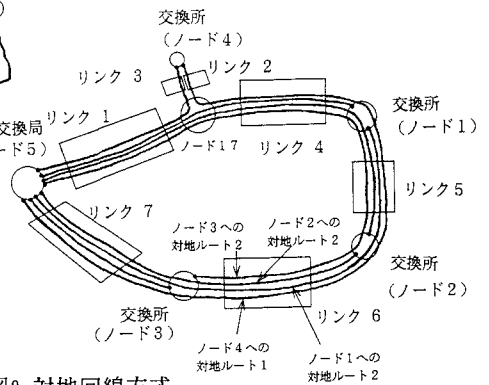 交換所
(ノード4)
リンク 3
リンク 2
リンク 1
交換所
(ノード1)
交換局
ード5)
ノード17
リンク 4
リンク5
リンク 7
ノード3への
対地ルート2
ノード2への
対地ルート2
交換所
(ノード2)
交換所
(ノード3)
リンク 6
ノード4への
対地ルート1
ノード1への
対地ルート2
対地回線方式